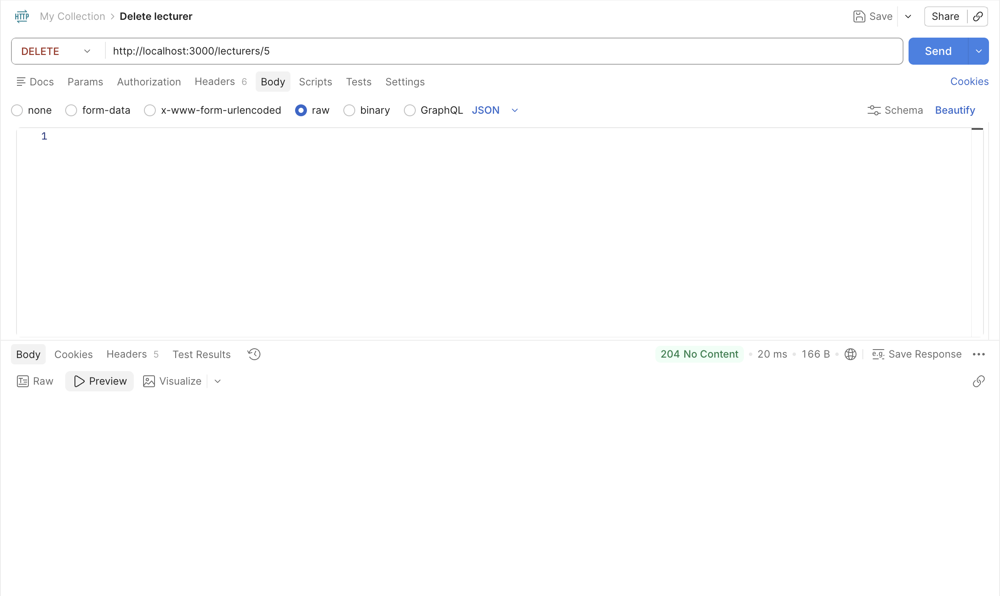 HTTP My Collection > Delete lecturer Save Share
DELETE http://localhost:3000/lecturers/5 Send
Docs Params Authorization Headers 6 Body Scripts Tests Settings Cookies
none form-data x-www-form-urlencoded raw binary GraphQL JSON Schema Beautify
1
Body Cookies Headers 5 Test Results 204 No Content • 20 ms • 166 B • e.g. Save Response •••
Raw Preview Visualize